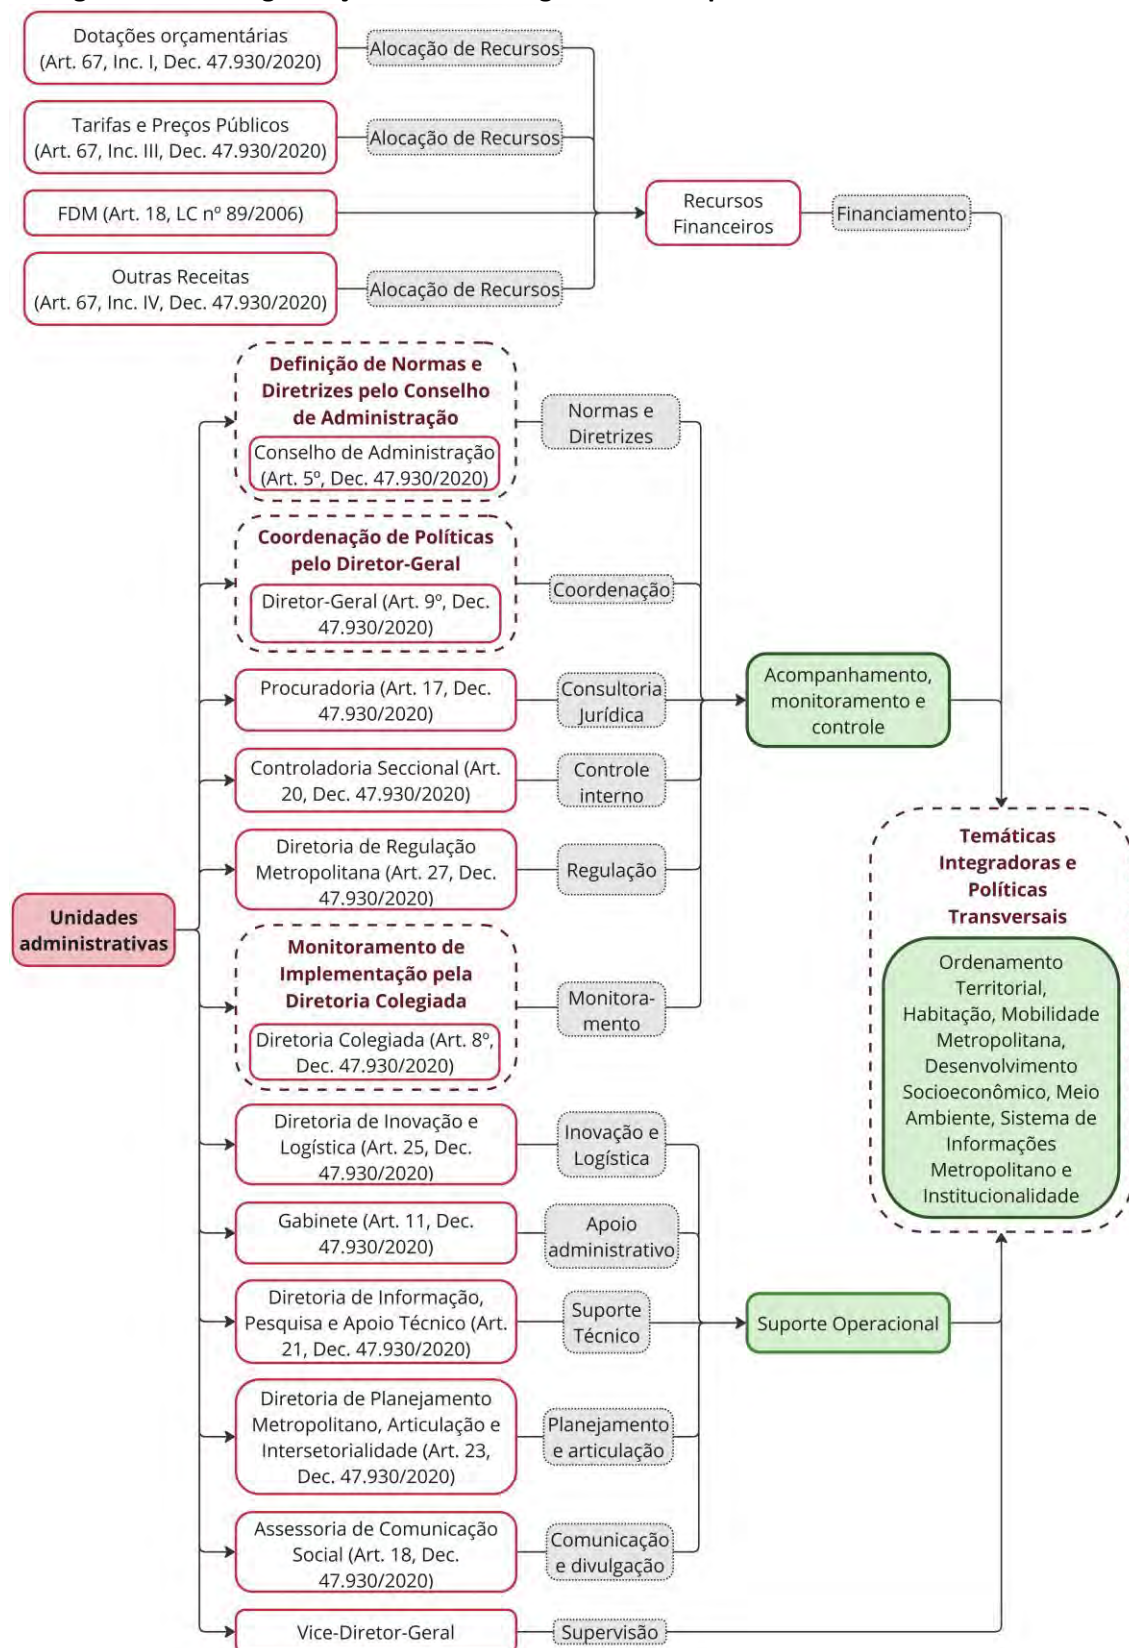 Dotações orçamentárias
(Art. 67, Inc. I, Dec. 47.930/2020)
Alocação de Recursos
Tarifas e Preços Públicos
(Art. 67, Inc. III, Dec. 47.930/2020)
Alocação de Recursos
FDM (Art. 18, LC nº 89/2006)
Recursos
Financeiros
Financiamento
Outras Receitas
(Art. 67, Inc. IV, Dec. 47.930/2020)
Alocação de Recursos
Definição de Normas e
Diretrizes pelo Conselho
de Administração
Conselho de Administração
(Art. 5º, Dec. 47.930/2020)
Normas e
Diretrizes
Coordenação de Políticas
pelo Diretor-Geral
Diretor-Geral (Art. 9º, Dec.
47.930/2020)
Coordenação
Procuradoria (Art. 17, Dec.
47.930/2020)
Consultoria
Jurídica
Acompanhamento,
monitoramento e
controle
Controladoria Seccional (Art.
20, Dec. 47.930/2020)
Controle
interno
Diretoria de Regulação
Metropolitana (Art. 27, Dec.
47.930/2020)
Regulação
Unidades
administrativas
Monitoramento de
Implementação pela
Diretoria Colegiada
Diretoria Colegiada (Art. 8º,
Dec. 47.930/2020)
Monitora-
mento
Temáticas
Integradoras e
Políticas
Transversais
Ordenamento
Territorial,
Habitação, Mobilidade
Metropolitana,
Desenvolvimento
Socioeconômico, Meio
Ambiente, Sistema de
Informações
Metropolitano e
Institucionalidade
Diretoria de Inovação e
Logística (Art. 25, Dec.
47.930/2020)
Inovação e
Logística
Gabinete (Art. 11, Dec.
47.930/2020)
Apoio
administrativo
Diretoria de Informação,
Pesquisa e Apoio Técnico (Art.
21, Dec. 47.930/2020)
Suporte
Técnico
Suporte Operacional
Diretoria de Planejamento
Metropolitano, Articulação e
Intersetorialidade (Art. 23,
Dec. 47.930/2020)
Planejamento
e articulação
Assessoria de Comunicação
Social (Art. 18, Dec.
47.930/2020)
Comunicação
e divulgação
Vice-Diretor-Geral
Supervisão